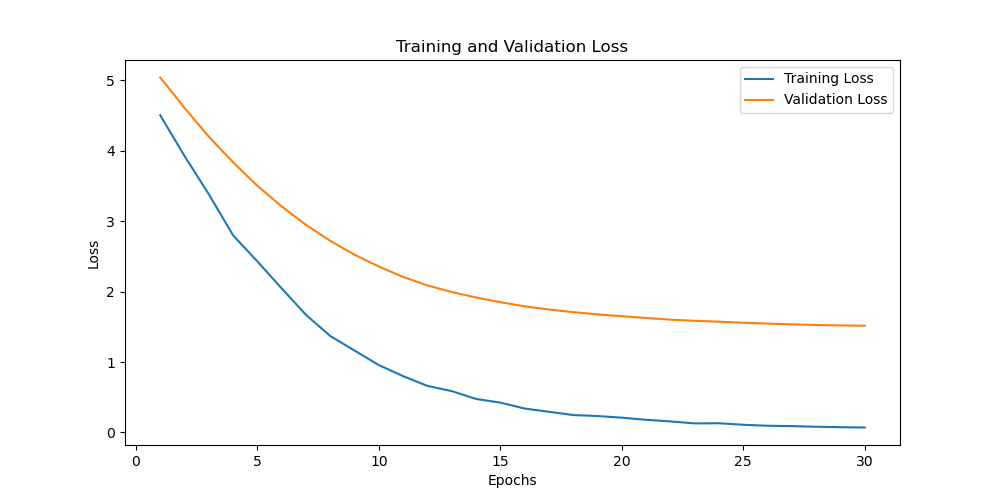 Training and Validation Loss
Training Loss
Validation Loss
Loss
5
4
3
2
1
0
0 5 10 15 20 25 30
Epochs